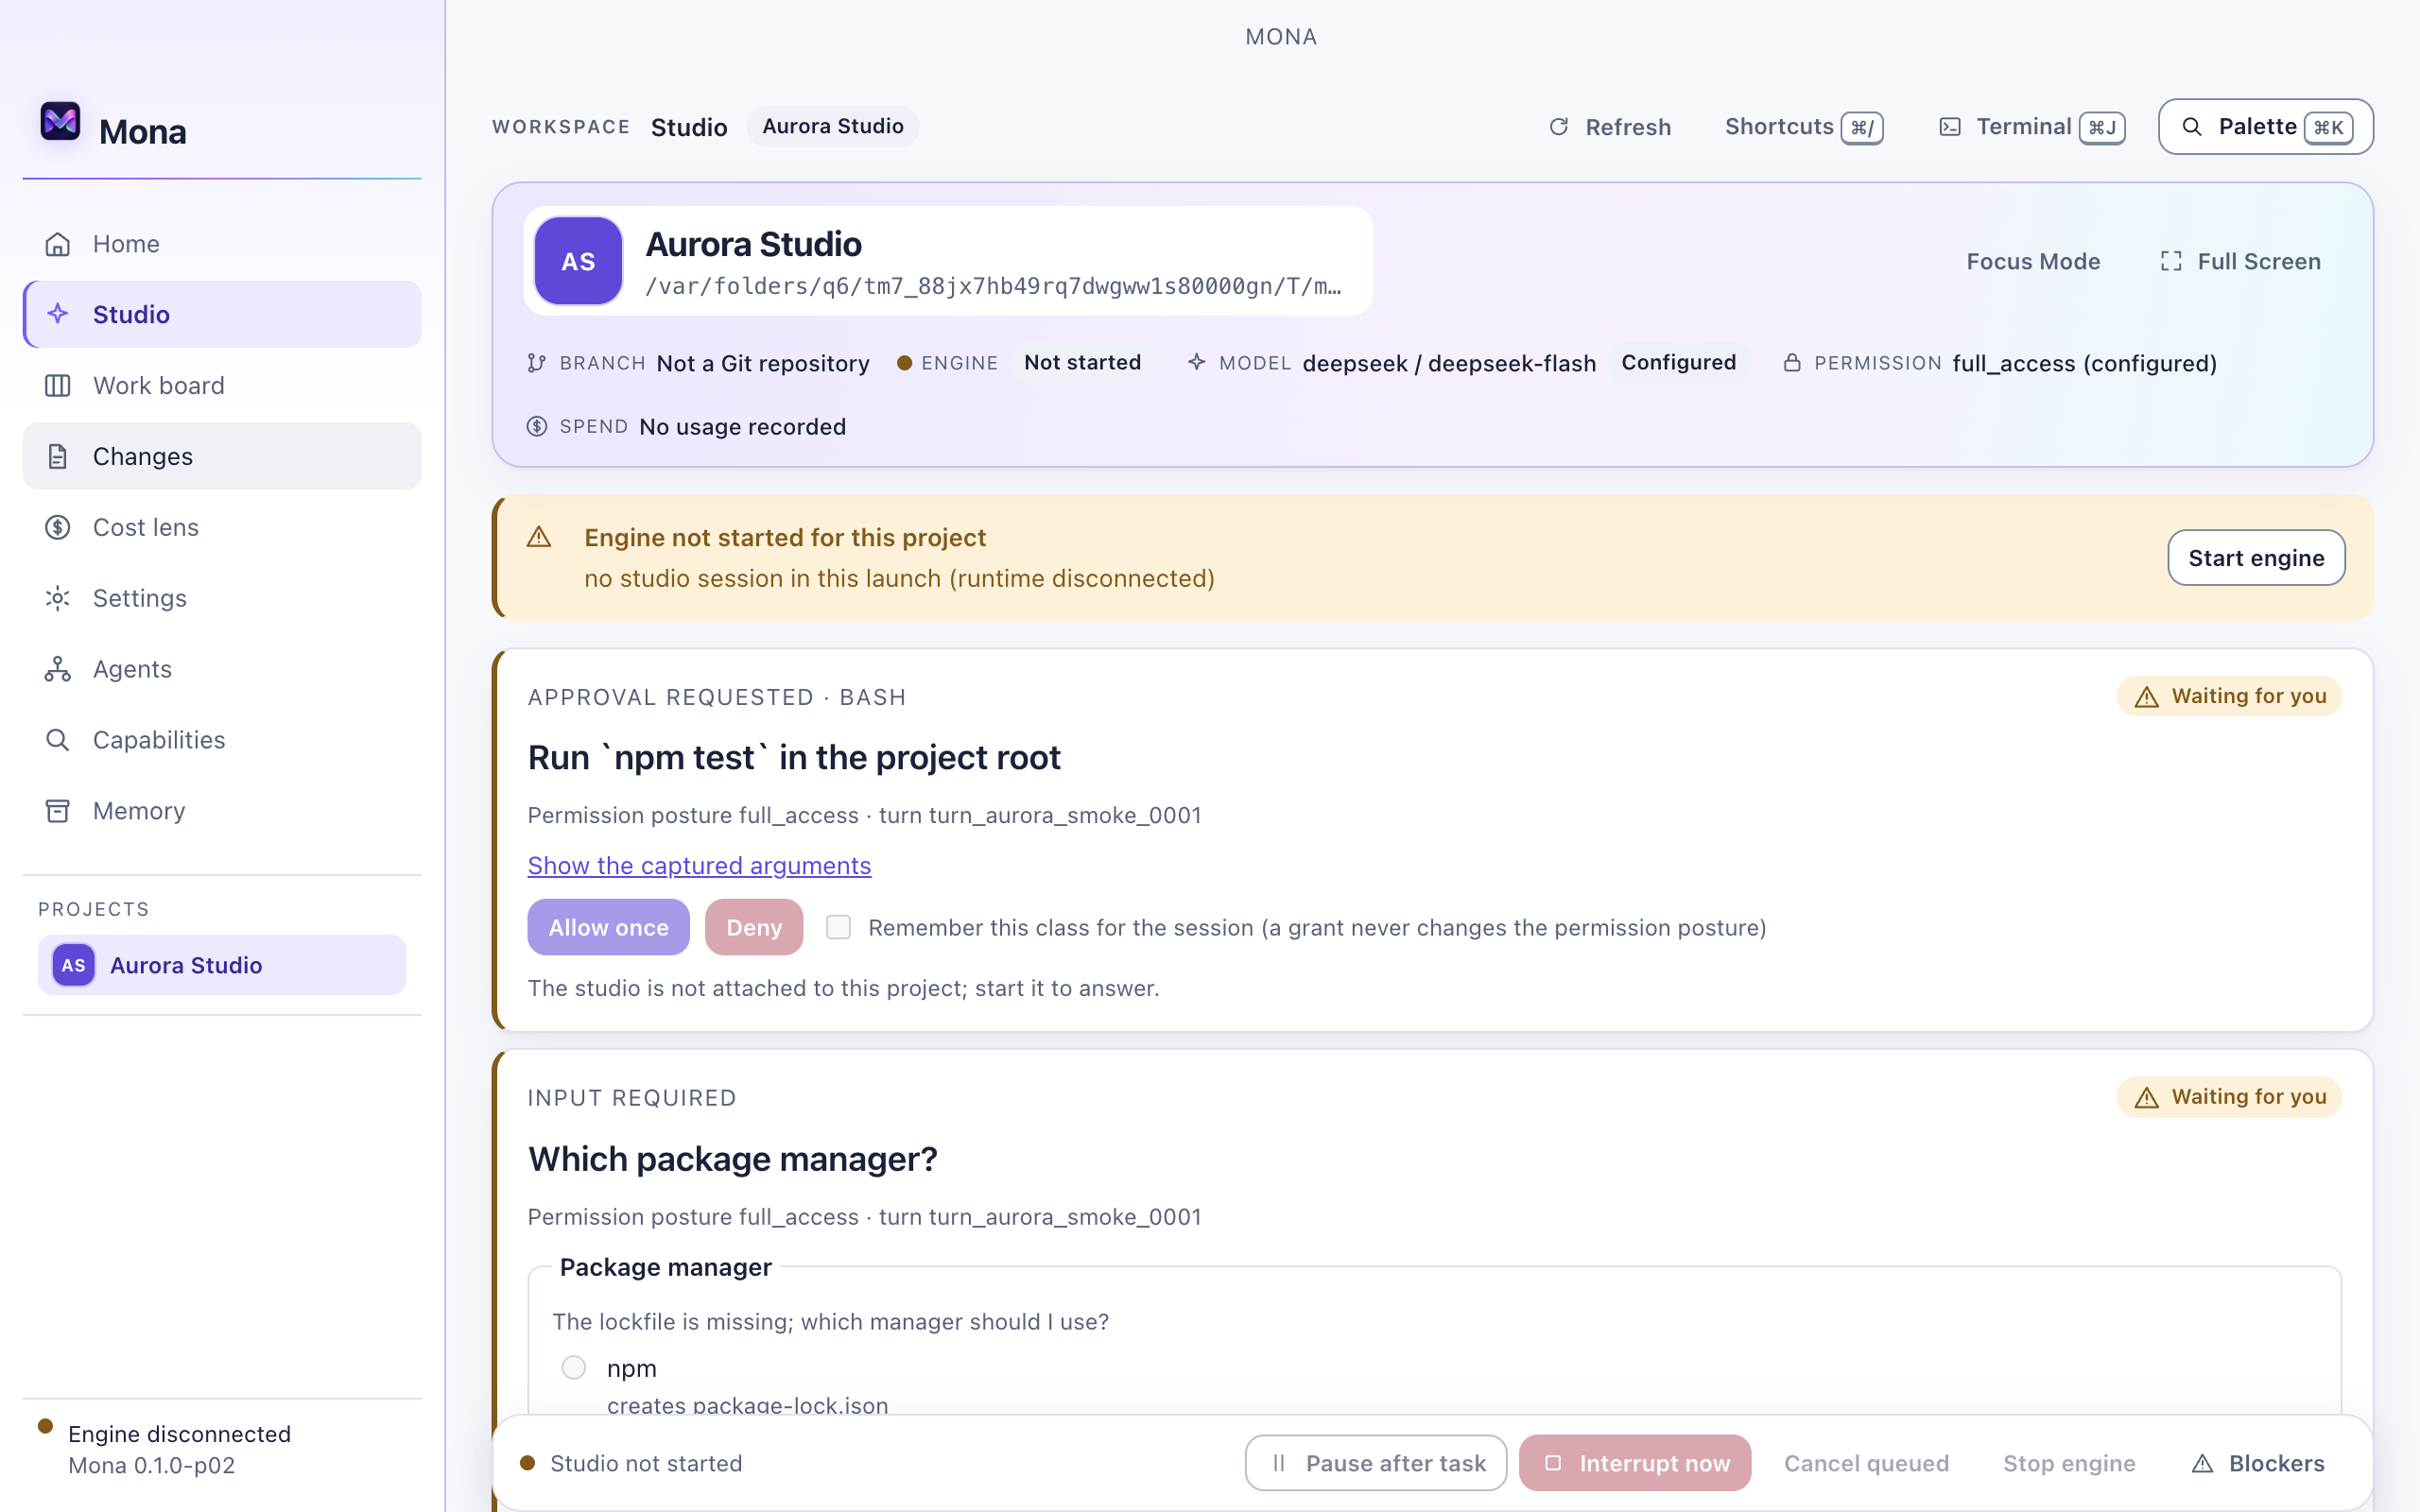 MONA
Mona
Home
Studio
Work board
Changes
Cost lens
Settings
Agents
Capabilities
Memory
PROJECTS
AS Aurora Studio
Engine disconnected
Mona 0.1.0-p02
WORKSPACE Studio Aurora Studio
Refresh Shortcuts ⌘/ Terminal ⌘J Palette ⌘K
AS
Aurora Studio
/var/folders/q6/tm7_88jx7hb49rq7dwgww1s80000gn/T/m…
Focus Mode Full Screen
BRANCH Not a Git repository ENGINE Not started MODEL deepseek / deepseek-flash Configured PERMISSION full_access (configured)
SPEND No usage recorded
Engine not started for this project
no studio session in this launch (runtime disconnected)
Start engine
APPROVAL REQUESTED · BASH
Waiting for you
Run `npm test` in the project root
Permission posture full_access · turn turn_aurora_smoke_0001
Show the captured arguments
Allow once Deny Remember this class for the session (a grant never changes the permission posture)
The studio is not attached to this project; start it to answer.
INPUT REQUIRED
Waiting for you
Which package manager?
Permission posture full_access · turn turn_aurora_smoke_0001
Package manager
The lockfile is missing; which manager should I use?
npm
creates package-lock.json
Studio not started
Pause after task Interrupt now Cancel queued Stop engine Blockers